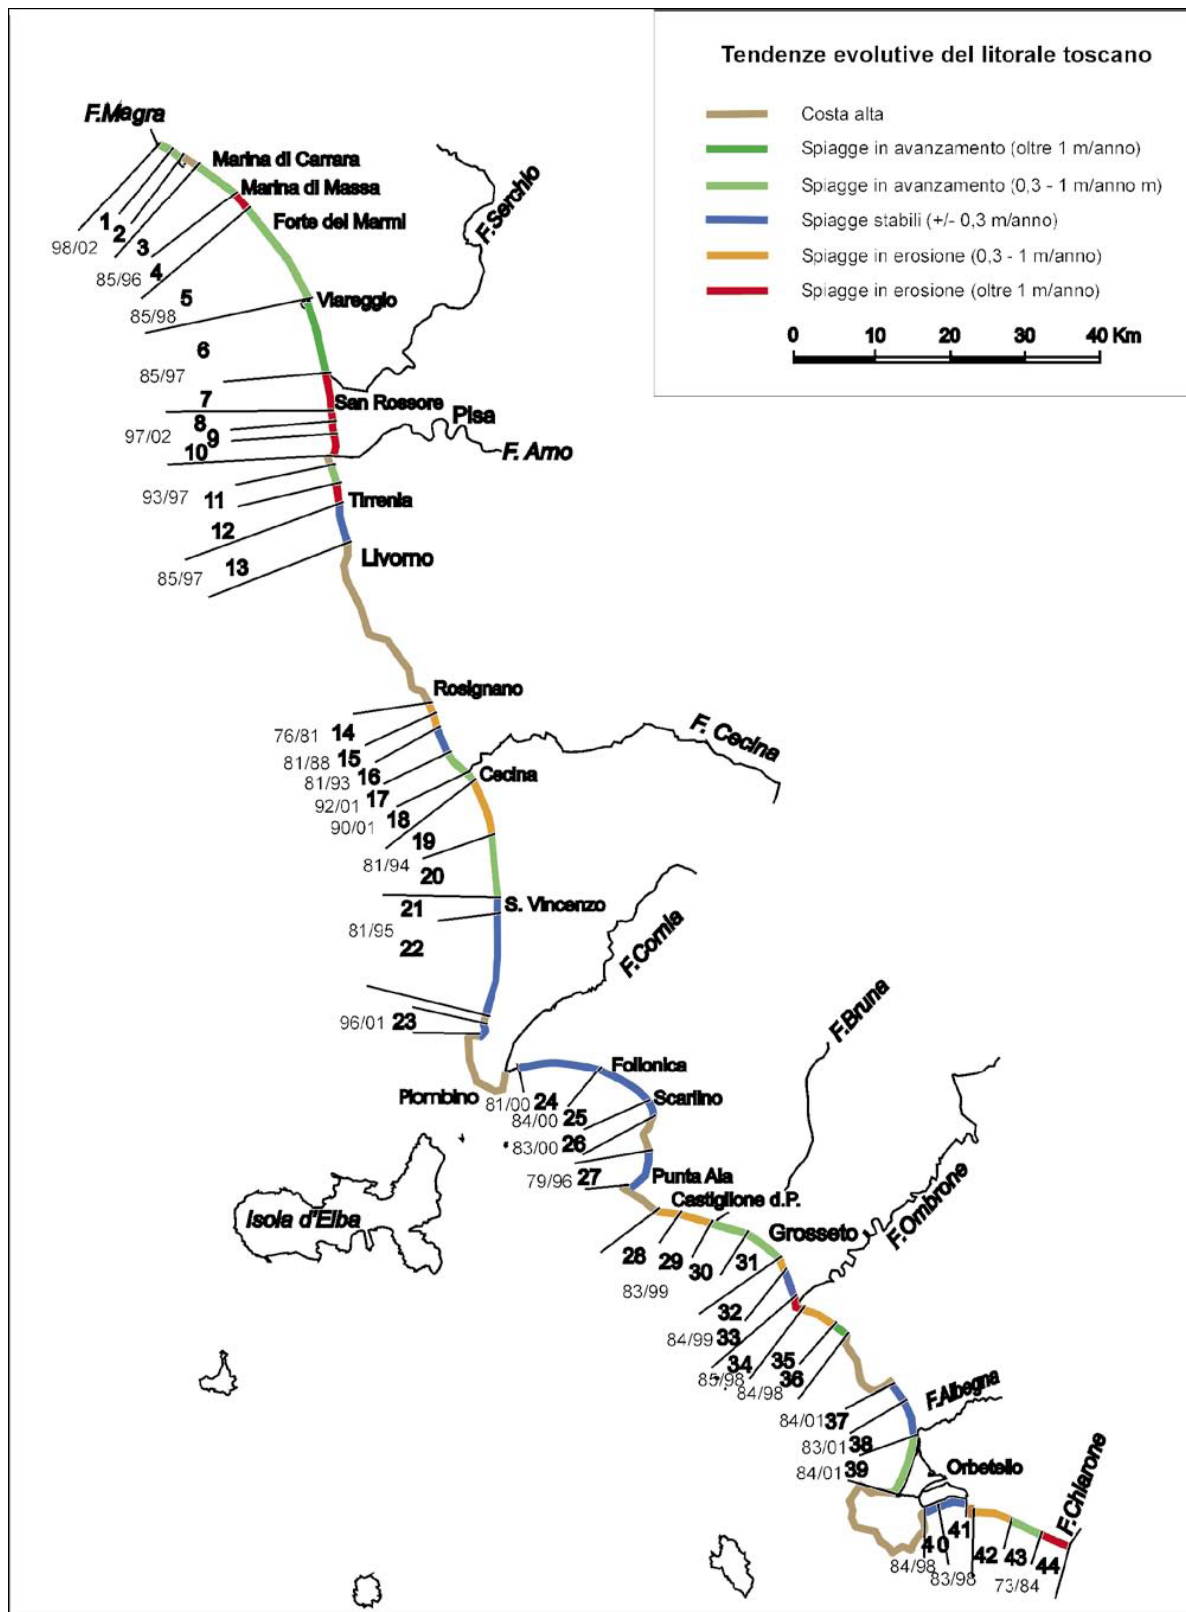 Tendenze evolutive del litorale toscano
Costa alta
Spiagge in avanzamento (oltre 1 m/anno)
Spiagge in avanzamento (0,3 - 1 m/anno m)
Spiagge stabili (+/- 0,3 m/anno)
Spiagge in erosione (0,3 - 1 m/anno)
Spiagge in erosione (oltre 1 m/anno)
0 10 20 30 40 Km
F.Magra
Marina di Carrara
Marina di Massa
Forte dei Marmi
F.Serchio
1
2
98/02
3
85/96 4
5
85/98
Viareggio
6
85/97
7
San Rossore
8
97/02
9
10
Pisa
F. Arno
93/97 11
Tirrenia
12
85/97 13
Livorno
Rosignano
76/81 14
81/88 15
81/93 16
92/01 17
90/01 18
F. Cecina
Cecina
19
81/94
20
21
S. Vincenzo
81/95
22
F.Cornia
96/01 23
Piombino
81/00 24
Follonica
84/00 25
Scarlino
83/00 26
79/96 27
Punta Ala
F.Bruna
Castiglione d.P.
Isola d'Elba
Grosseto
F.Ombrone
28
29
30
31
83/99
32
84/99 33
34
85/98
35
84/98
36
84/01 37
83/01 38
84/01 39
F.Albegna
Orbetello
F.Chiarone
40
41
42
43
44
84/98
83/98
73/84